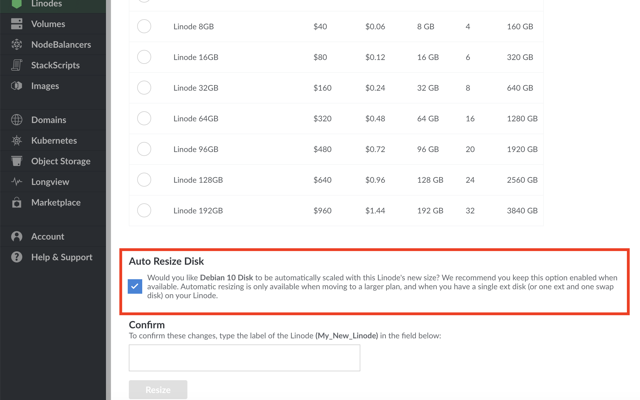 Linodes
Volumes
NodeBalancers
StackScripts
Images
Domains
Kubernetes
Object Storage
Longview
Marketplace
Account
Help & Support
Linode 8GB $40 $0.06 8 GB 4 160 GB
Linode 16GB $80 $0.12 16 GB 6 320 GB
Linode 32GB $160 $0.24 32 GB 8 640 GB
Linode 64GB $320 $0.48 64 GB 16 1280 GB
Linode 96GB $480 $0.72 96 GB 20 1920 GB
Linode 128GB $640 $0.96 128 GB 24 2560 GB
Linode 192GB $960 $1.44 192 GB 32 3840 GB
Auto Resize Disk
Would you like Debian 10 Disk to be automatically scaled with this Linode's new size? We recommend you keep this option enabled when
available. Automatic resizing is only available when moving to a larger plan, and when you have a single ext disk (or one ext and one swap
disk) on your Linode.
Confirm
To confirm these changes, type the label of the Linode (My_New_Linode) in the field below:
Resize